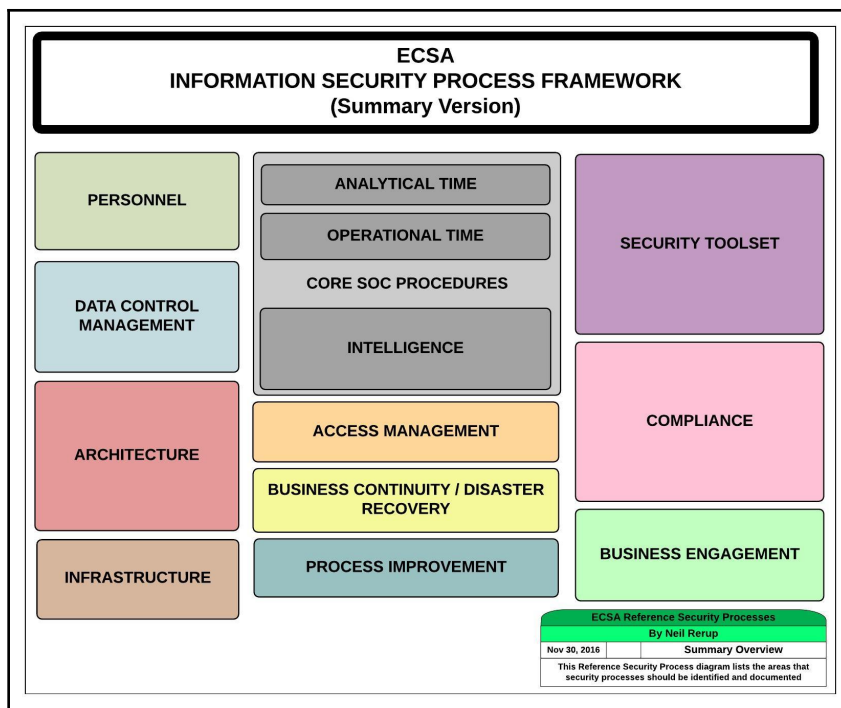 ECSA
INFORMATION SECURITY PROCESS FRAMEWORK
(Summary Version)
PERSONNEL
DATA CONTROL
MANAGEMENT
ARCHITECTURE
INFRASTRUCTURE
ANALYTICAL TIME
OPERATIONAL TIME
CORE SOC PROCEDURES
INTELLIGENCE
ACCESS MANAGEMENT
BUSINESS CONTINUITY / DISASTER
RECOVERY
PROCESS IMPROVEMENT
SECURITY TOOLSET
COMPLIANCE
BUSINESS ENGAGEMENT
ECSA Reference Security Processes
By Neil Rerup
Nov 30, 2016 Summary Overview
This Reference Security Process diagram lists the areas that
security processes should be identified and documented